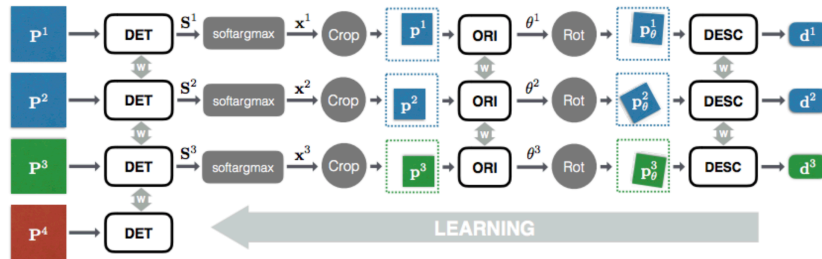 P¹ DET S¹ softargmax x¹ Crop p¹ ORI θ¹ Rot p¹θ DESC d¹
W W W
P² DET S² softargmax x² Crop p² ORI θ² Rot p²θ DESC d²
W W W
P³ DET S³ softargmax x³ Crop p³ ORI θ³ Rot p³θ DESC d³
W
P⁴ DET LEARNING